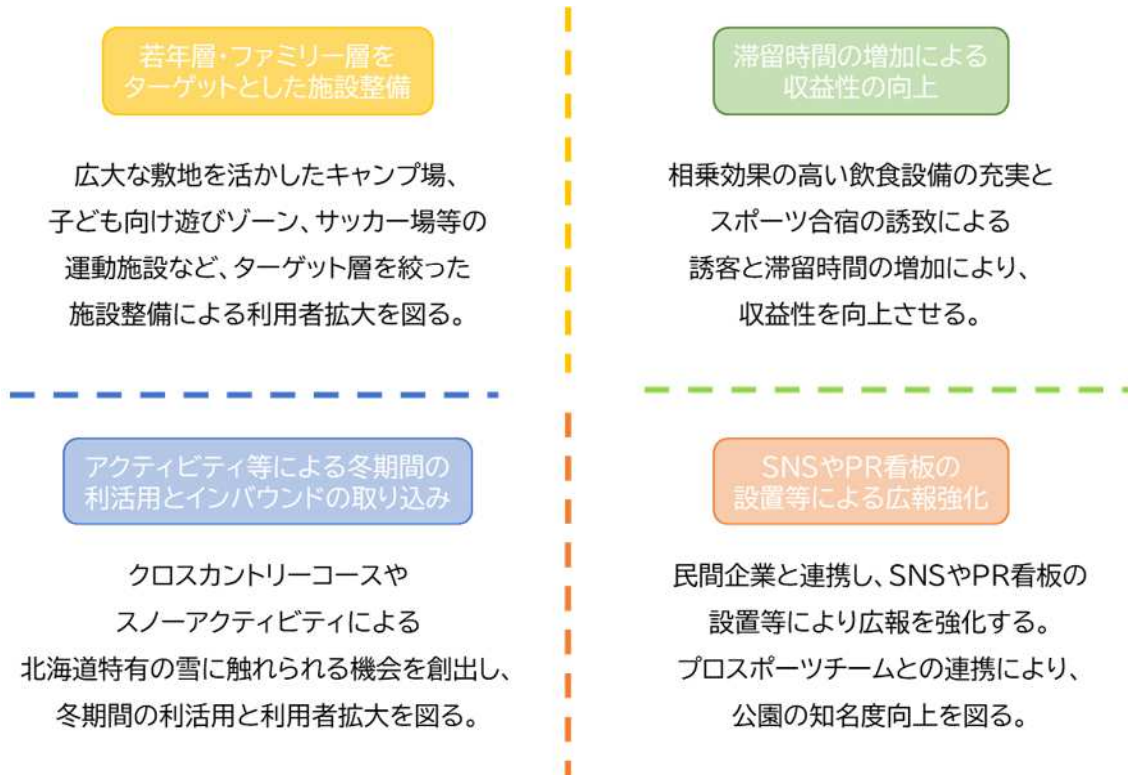 若年層・ファミリー層を
ターゲットとした施設整備
広大な敷地を活かしたキャンプ場、
子ども向け遊びゾーン、サッカー場等の
運動施設など、ターゲット層を絞った
施設整備による利用者拡大を図る。
滞留時間の増加による
収益性の向上
相乗効果の高い飲食設備の充実と
スポーツ合宿の誘致による
誘客と滞留時間の増加により、
収益性を向上させる。
アクティビティ等による冬期間の
利活用とインバウンドの取り込み
クロスカントリーコースや
スノーアクティビティによる
北海道特有の雪に触れられる機会を創出し、
冬期間の利活用と利用者拡大を図る。
SNSやPR看板の
設置等による広報強化
民間企業と連携し、SNSやPR看板の
設置等により広報を強化する。
プロスポーツチームとの連携により、
公園の知名度向上を図る。